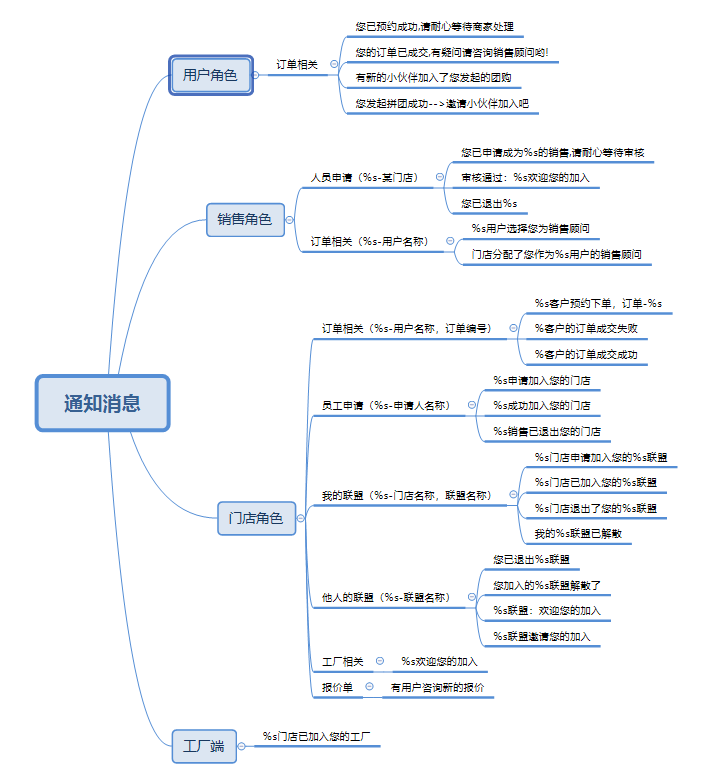 通知消息
用户角色
订单相关
您已预约成功,请耐心等待商家处理
您的订单已成交,有疑问请咨询销售顾问哟!
有新的小伙伴加入了您发起的团购
您发起拼团成功-->邀请小伙伴加入吧
销售角色
人员申请（%s-某门店）
您已申请成为%s的销售,请耐心等待审核
审核通过：%s欢迎您的加入
您已退出%s
订单相关（%s-用户名称）
%s用户选择您为销售顾问
门店分配了您作为%s用户的销售顾问
门店角色
订单相关（%s-用户名称，订单编号）
%s客户预约下单，订单-%s
%客户的订单成交失败
%客户的订单成交成功
员工申请（%s-申请人名称）
%s申请加入您的门店
%s成功加入您的门店
%s销售已退出您的门店
我的联盟（%s-门店名称，联盟名称）
%s门店申请加入您的%s联盟
%s门店已加入您的%s联盟
%s门店退出了您的%s联盟
我的%s联盟已解散
他人的联盟（%s-联盟名称）
您已退出%s联盟
您加入的%s联盟解散了
%s联盟：欢迎您的加入
%s联盟邀请您的加入
工厂相关
%s欢迎您的加入
报价单
有用户咨询新的报价
工厂端
%s门店已加入您的工厂